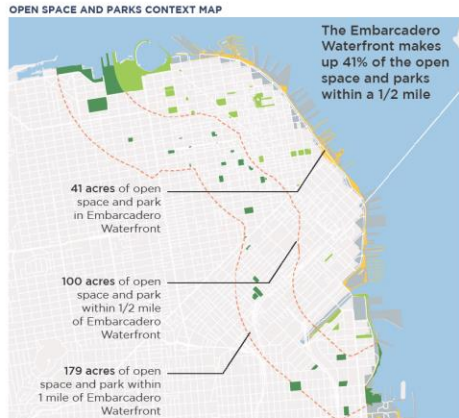 OPEN SPACE AND PARKS CONTEXT MAP
The Embarcadero
Waterfront makes
up 41% of the open
space and parks
within a 1/2 mile
41 acres of open
space and park
in Embarcadero
Waterfront
100 acres of open
space and park
within 1/2 mile
of Embarcadero
Waterfront
179 acres of open
space and park within
1 mile of Embarcadero
Waterfront